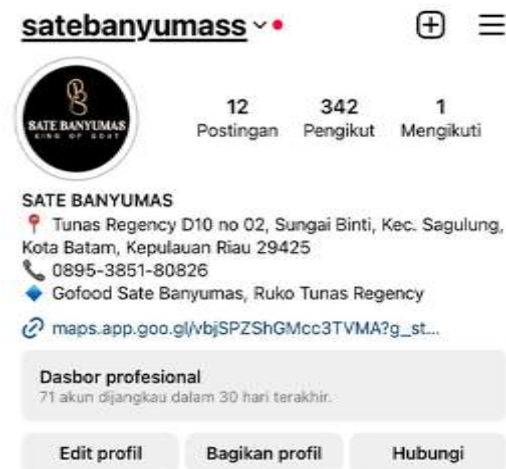 satebanyumass
SATE BANYUMAS
KING OF GOAT
12 342 1
Postingan Pengikut Mengikuti
SATE BANYUMAS
Tunas Regency D10 no 02, Sungai Binti, Kec. Sagulung,
Kota Batam, Kepulauan Riau 29425
0895-3851-80826
Gofood Sate Banyumas, Ruko Tunas Regency
maps.app.goo.gl/vbjSPZShGMcc3TVMA?g_st...
Dasbor profesional
71 akun dijangkau dalam 30 hari terakhir.
Edit profil Bagikan profil Hubungi